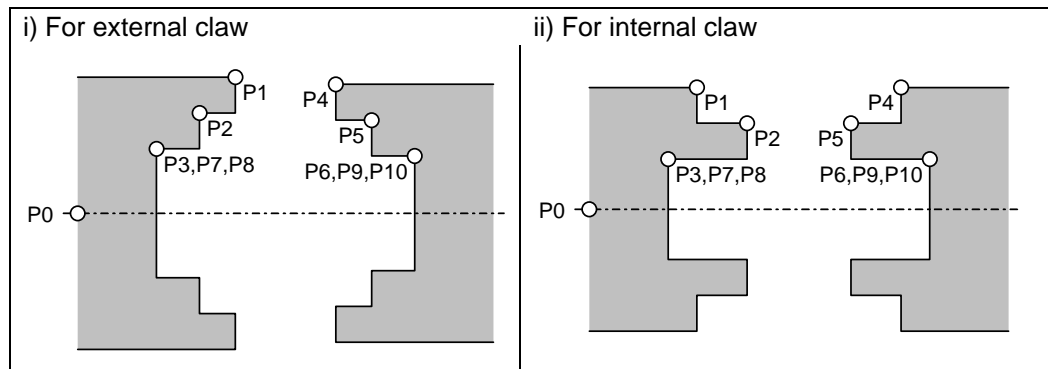 i) For external claw
P1
P2
P3,P7,P8
P0
P4
P5
P6,P9,P10
ii) For internal claw
P1
P2
P3,P7,P8
P0
P4
P5
P6,P9,P10